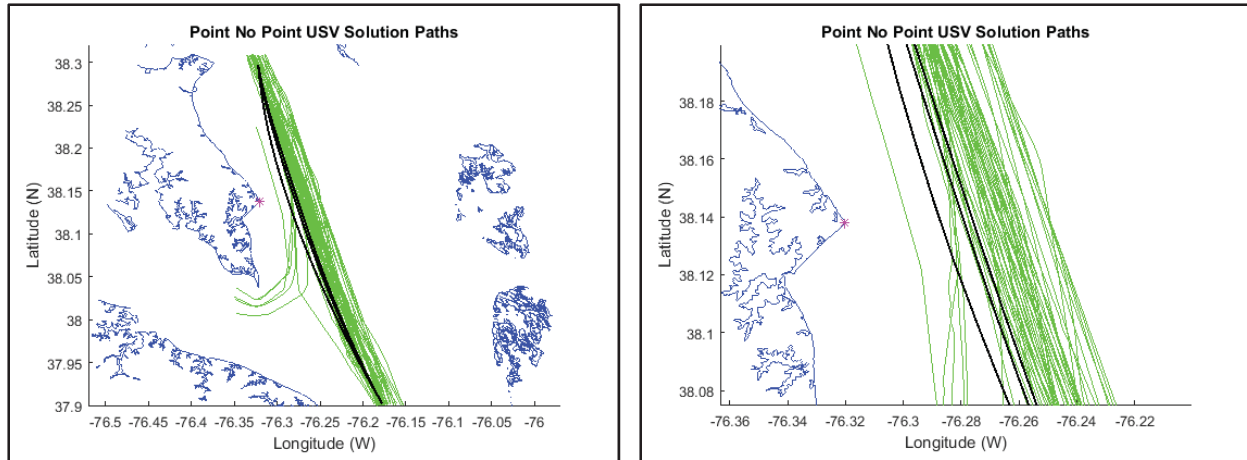 Point No Point USV Solution Paths
38.3
38.25
38.2
38.15
38.1
38.05
38
37.95
37.9
Latitude (N)
-76.5 -76.45 -76.4 -76.35 -76.3 -76.25 -76.2 -76.15 -76.1 -76.05 -76
Longitude (W)
Point No Point USV Solution Paths
38.18
38.16
38.14
38.12
38.1
38.08
Latitude (N)
-76.36 -76.34 -76.32 -76.3 -76.28 -76.26 -76.24 -76.22
Longitude (W)